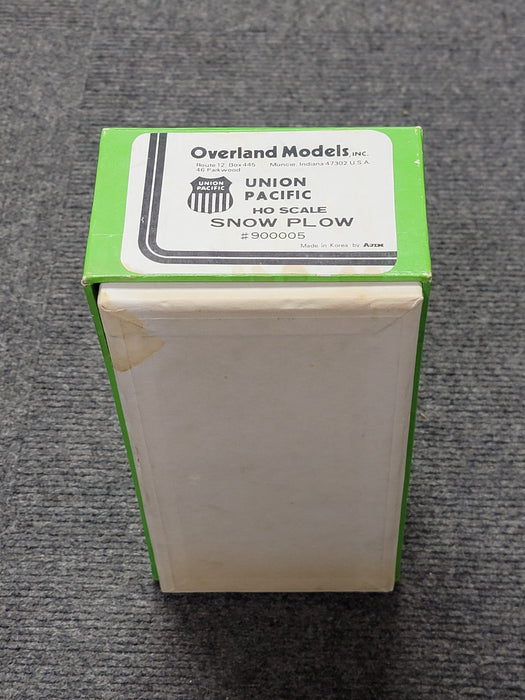 Overland Models, INC.
Route 12, Box 445 Muncie, Indiana 47302 U.S.A.
46 Parkwood
UNION
PACIFIC
UNION
PACIFIC
HO SCALE
SNOW PLOW
#900005
Made in Korea by AJIN